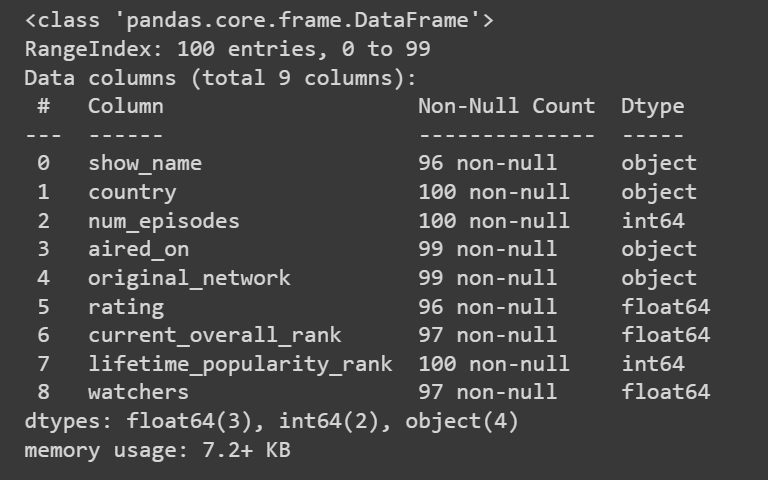 <class 'pandas.core.frame.DataFrame'>
RangeIndex: 100 entries, 0 to 99
Data columns (total 9 columns):
 #   Column                    Non-Null Count  Dtype
---  ------                    --------------  -----
 0   show_name                 96 non-null     object
 1   country                   100 non-null    object
 2   num_episodes              100 non-null    int64
 3   aired_on                  99 non-null     object
 4   original_network          99 non-null     object
 5   rating                    96 non-null     float64
 6   current_overall_rank      97 non-null     float64
 7   lifetime_popularity_rank  100 non-null    int64
 8   watchers                  97 non-null     float64
dtypes: float64(3), int64(2), object(4)
memory usage: 7.2+ KB